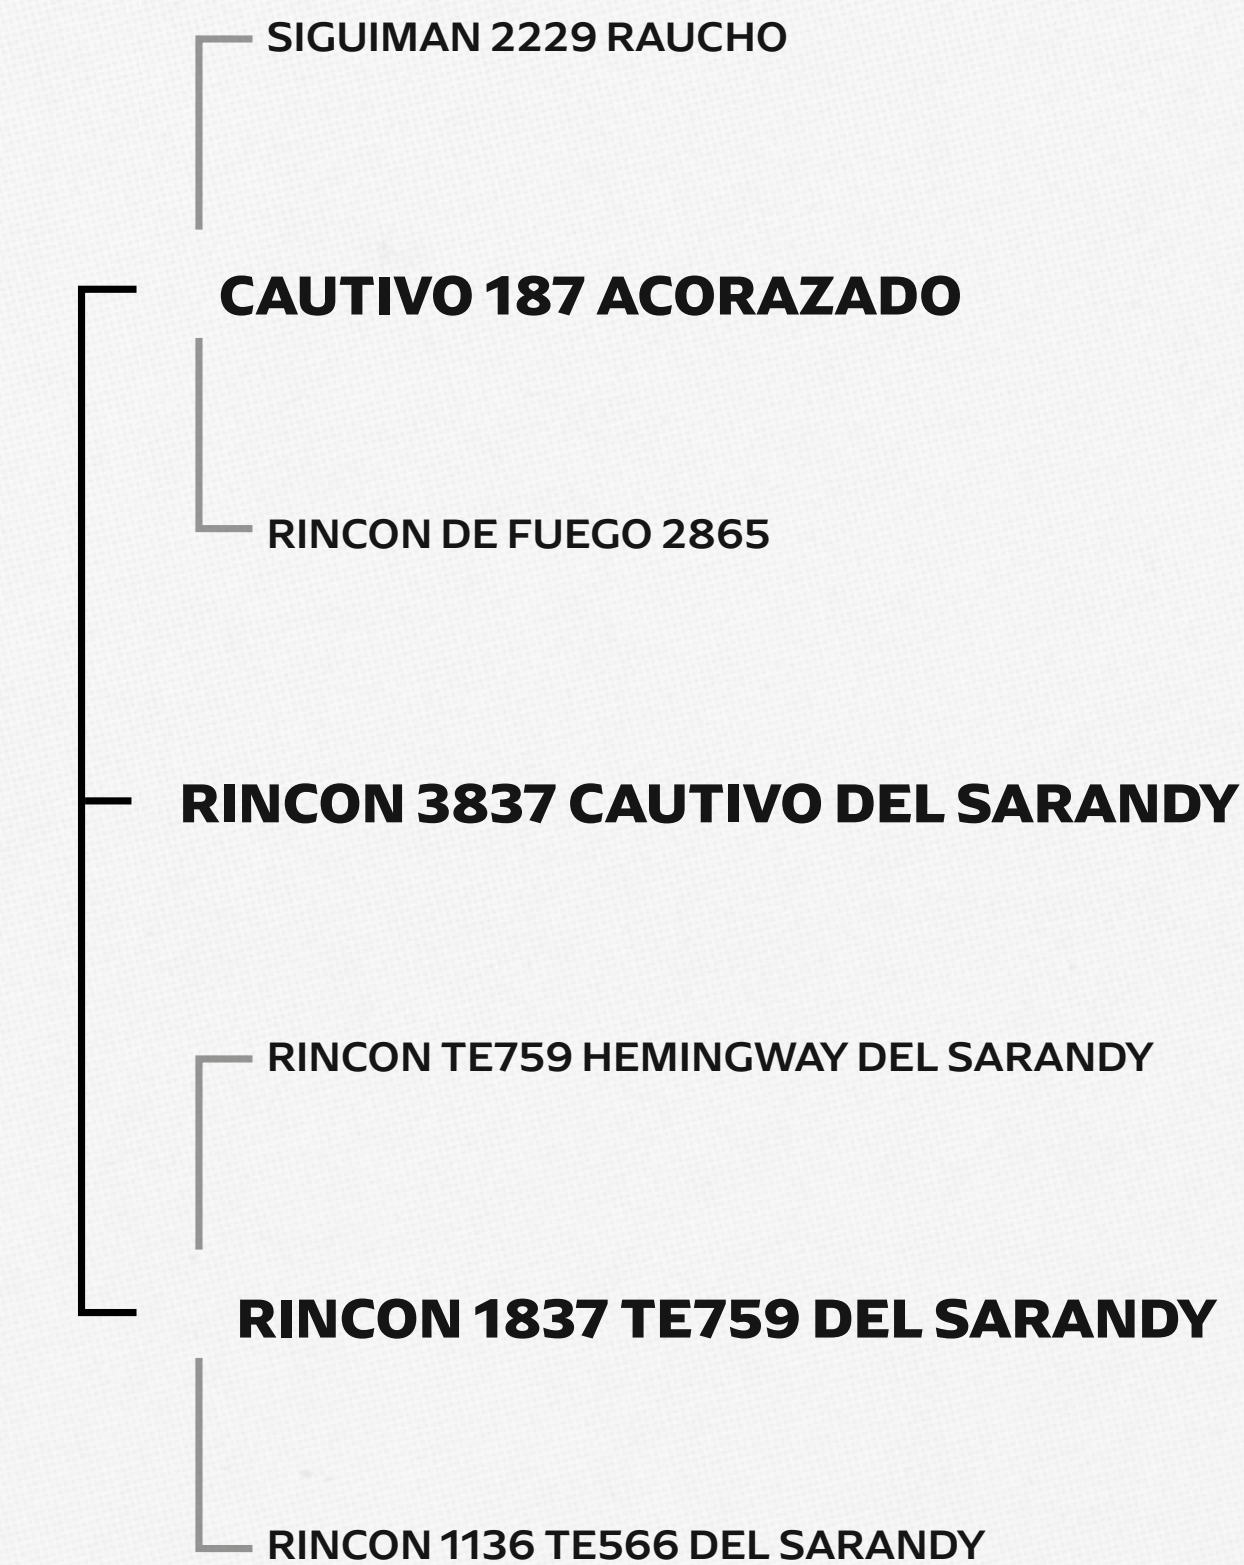 SIGUIMAN 2229 RAUCHO
CAUTIVO 187 ACORAZADO
RINCON DE FUEGO 2865
RINCON 3837 CAUTIVO DEL SARANDY
RINCON TE759 HEMINGWAY DEL SARANDY
RINCON 1837 TE759 DEL SARANDY
RINCON 1136 TE566 DEL SARANDY